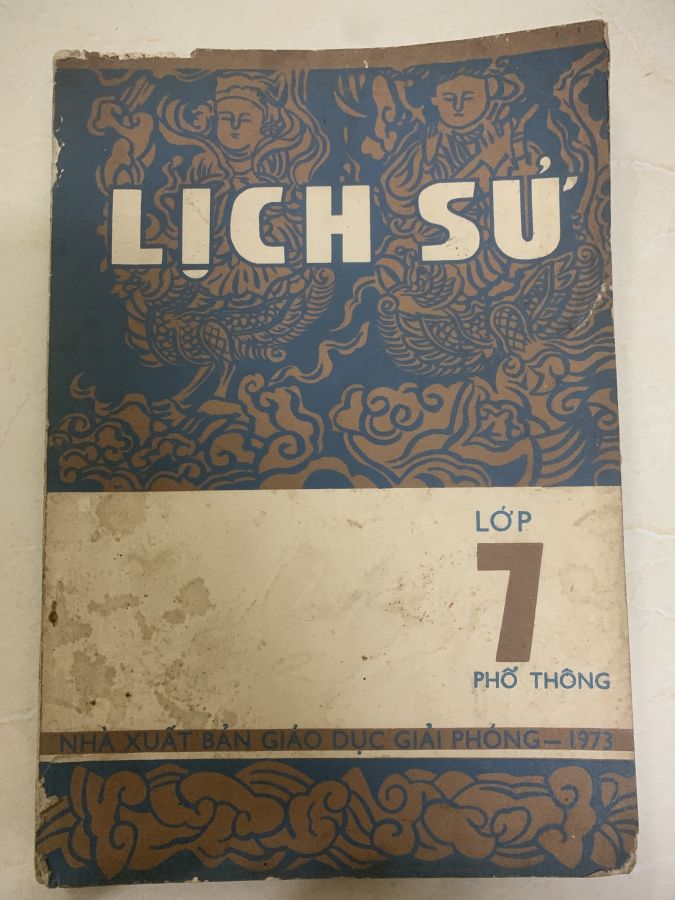 LỊCH SỬ
LỚP
7
PHỔ THÔNG
NHÀ XUẤT BẢN GIÁO DỤC GIẢI PHÓNG — 1973